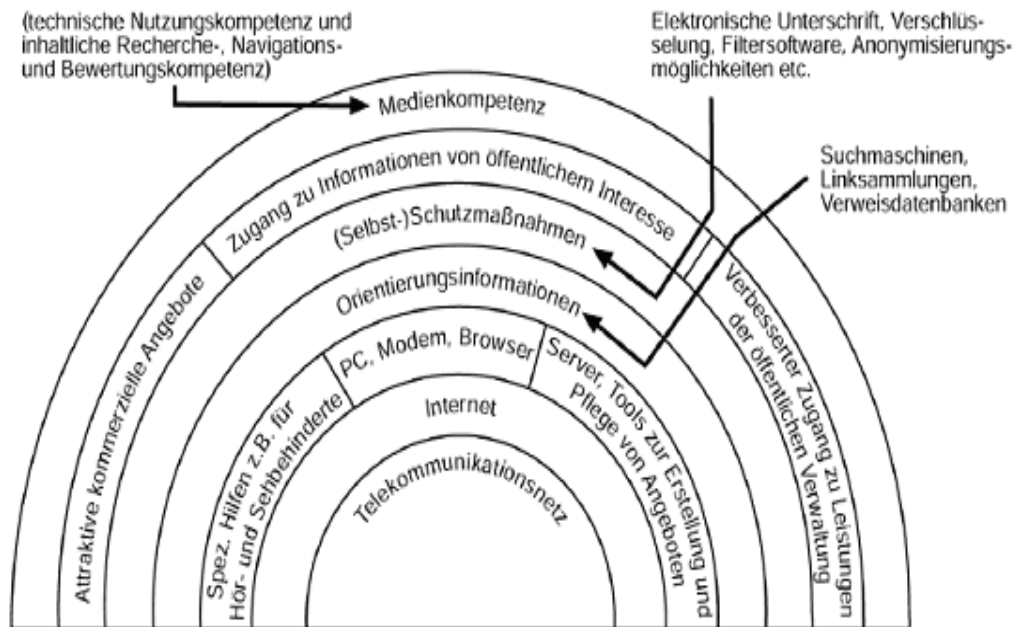 (technische Nutzungskompetenz und
inhaltliche Recherche-, Navigations-
und Bewertungskompetenz)
Elektronische Unterschrift, Verschlüs-
selung, Filtersoftware, Anonymisierungs-
möglichkeiten etc.
Suchmaschinen,
Linksammlungen,
Verweisdatenbanken
Medienkompetenz
Attraktive kommerzielle Angebote
Zugang zu Informationen von öffentlichem Interesse
Verbesserter Zugang zu Leistungen
der öffentlichen Verwaltung
(Selbst-)Schutzmaßnahmen
Orientierungsinformationen
Spez. Hilfen z.B. für
Hör- und Sehbehinderte
PC, Modem, Browser
Server, Tools zur Erstellung und
Pflege von Angeboten
Internet
Telekommunikationsnetz